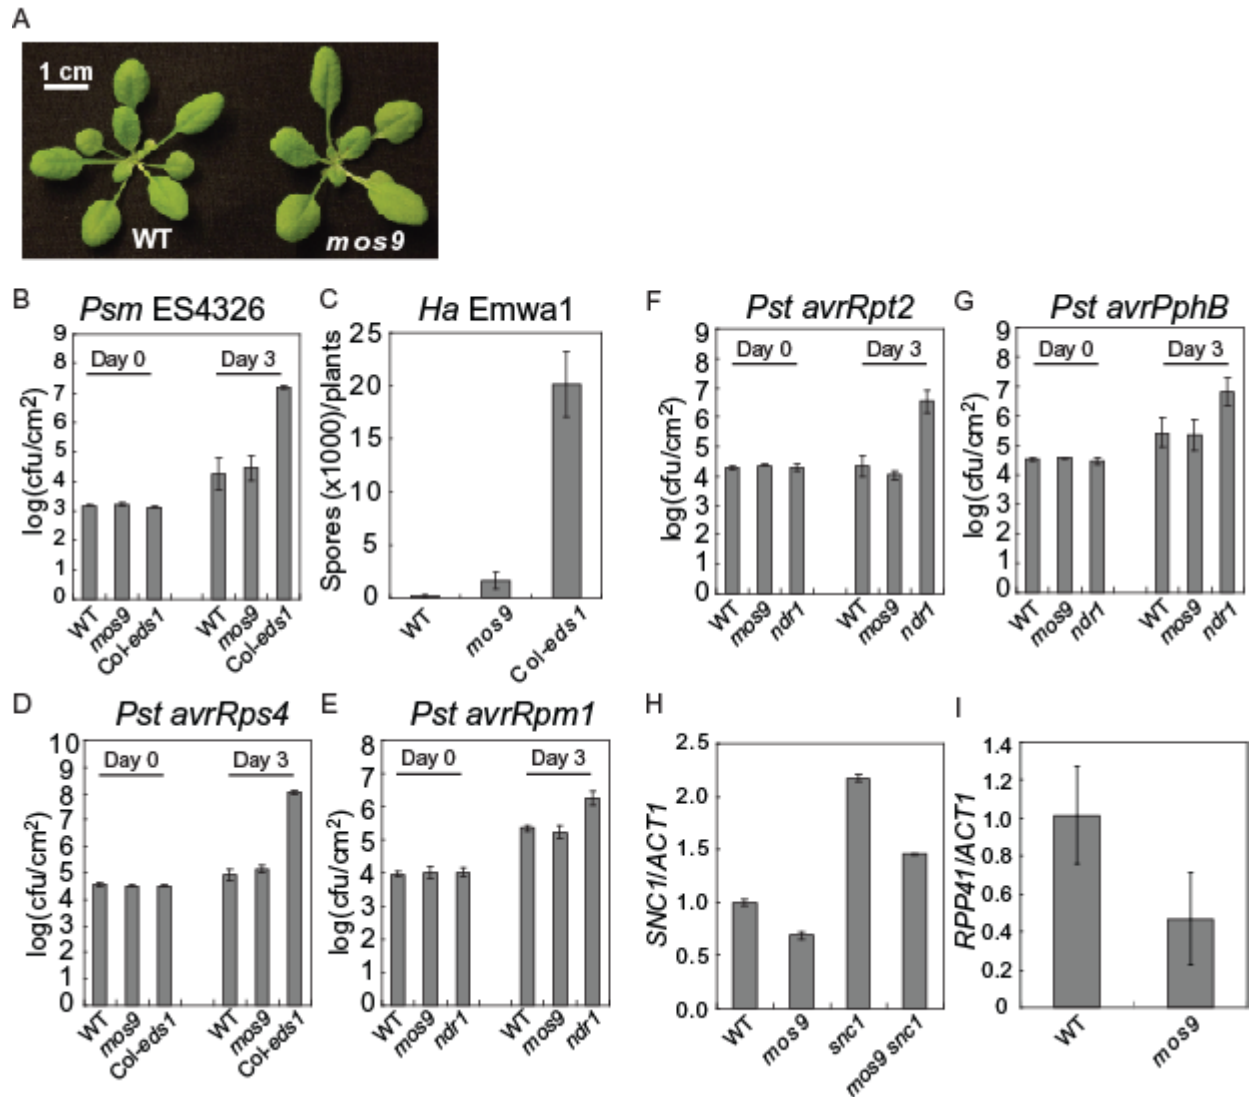 A
1 cm
WT
mos9
B
Psm ES4326
9
8
7
6
5
4
3
2
1
0
log(cfu/cm²)
Day 0
Day 3
WT
mos9
Col-eds1
WT
mos9
Col-eds1
C
Ha Emwa1
25
20
15
10
5
0
Spores (x1000)/plants
WT
mos9
Col-eds1
F
Pst avrRpt2
9
8
7
6
5
4
3
2
1
0
log(cfu/cm²)
Day 0
Day 3
WT
mos9
ndr1
WT
mos9
ndr1
G
Pst avrPphB
9
8
7
6
5
4
3
2
1
0
log(cfu/cm²)
Day 0
Day 3
WT
mos9
ndr1
WT
mos9
ndr1
D
Pst avrRps4
10
9
8
7
6
5
4
3
2
1
0
log(cfu/cm²)
Day 0
Day 3
WT
mos9
Col-eds1
WT
mos9
Col-eds1
E
Pst avrRpm1
8
7
6
5
4
3
2
1
0
log(cfu/cm²)
Day 0
Day 3
WT
mos9
ndr1
WT
mos9
ndr1
H
2.5
2.0
1.5
1.0
0.5
0.0
SNC1/ACT1
WT
mos9
snc1
mos9 snc1
I
1.4
1.2
1.0
0.8
0.6
0.4
0.2
0
RPP41/ACT1
WT
mos9